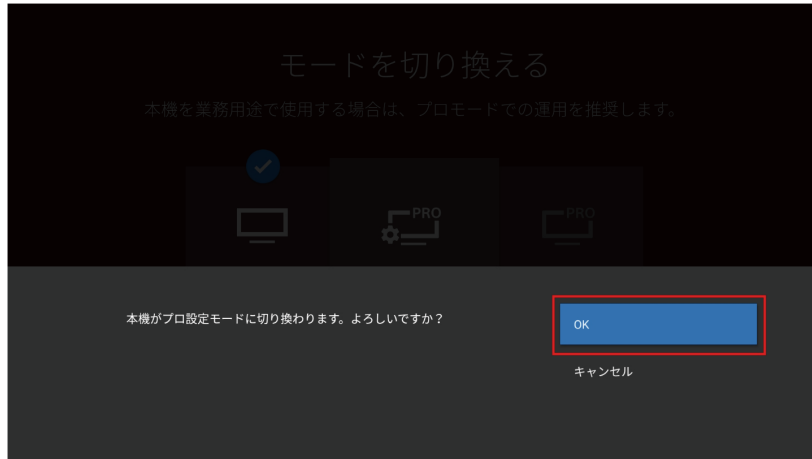 モードを切り換える
本機を業務用途で使用する場合は、プロモードでの運用を推奨します。
PRO
PRO
本機がプロ設定モードに切り換わります。よろしいですか？
OK
キャンセル